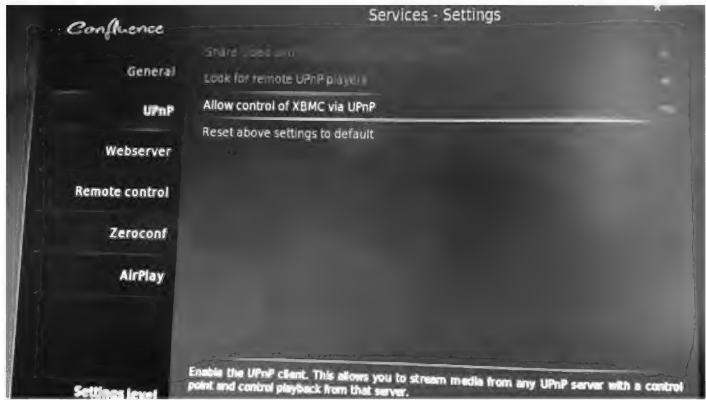 Services - Settings
Confluence
Share
Look for remote UPnP players
Allow control of XBMC via UPnP
Reset above settings to default
General
UPnP
Webserver
Remote control
Zeroconf
AirPlay
Settings level
Enable the UPnP client. This allows you to stream media from any UPnP server with a control
point and control playback from that server.